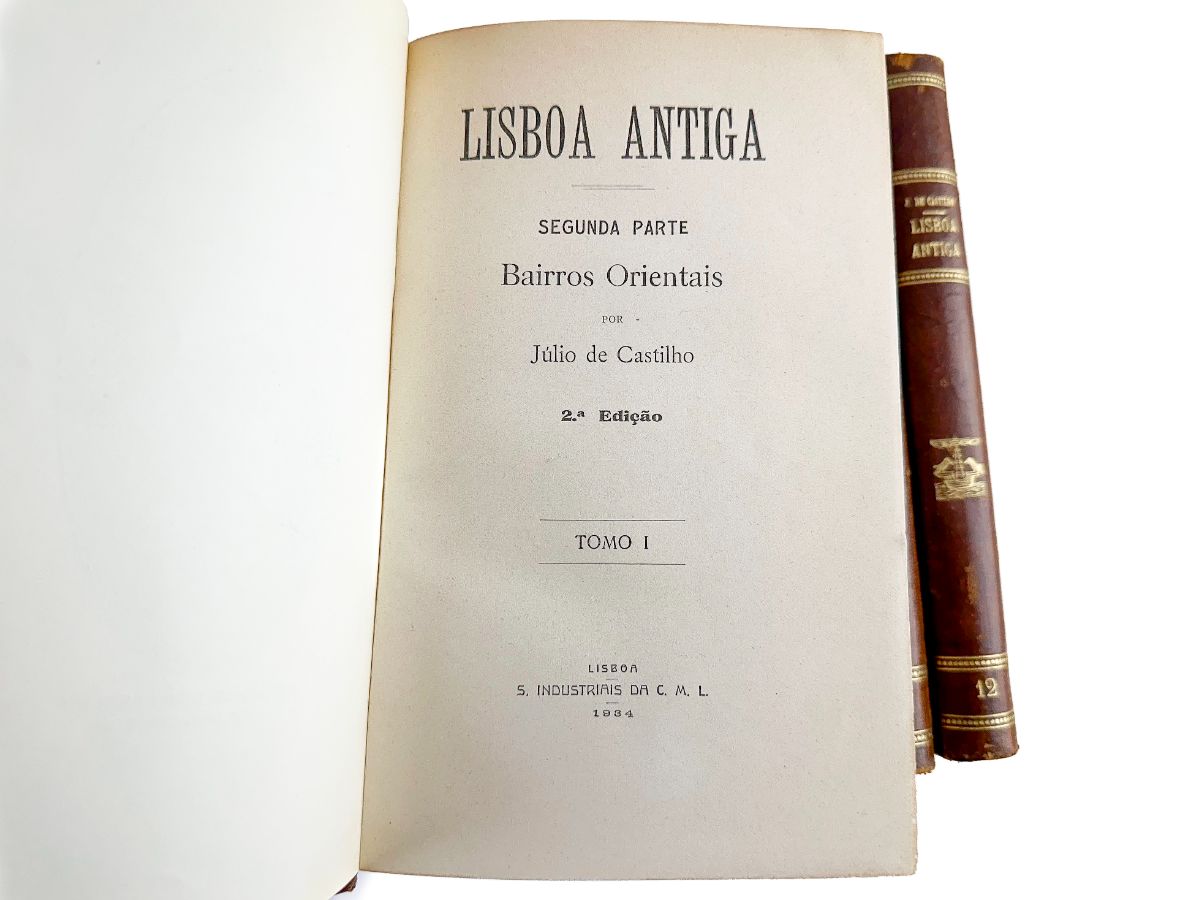 LISBOA ANTIGA
SEGUNDA PARTE
Bairros Orientais
POR
Júlio de Castilho
2.ª Edição
TOMO I
LISBOA
S. INDUSTRIAIS DA C. M. L.
1934
DE CASTILHO
LISBOA
ANTIGA
12